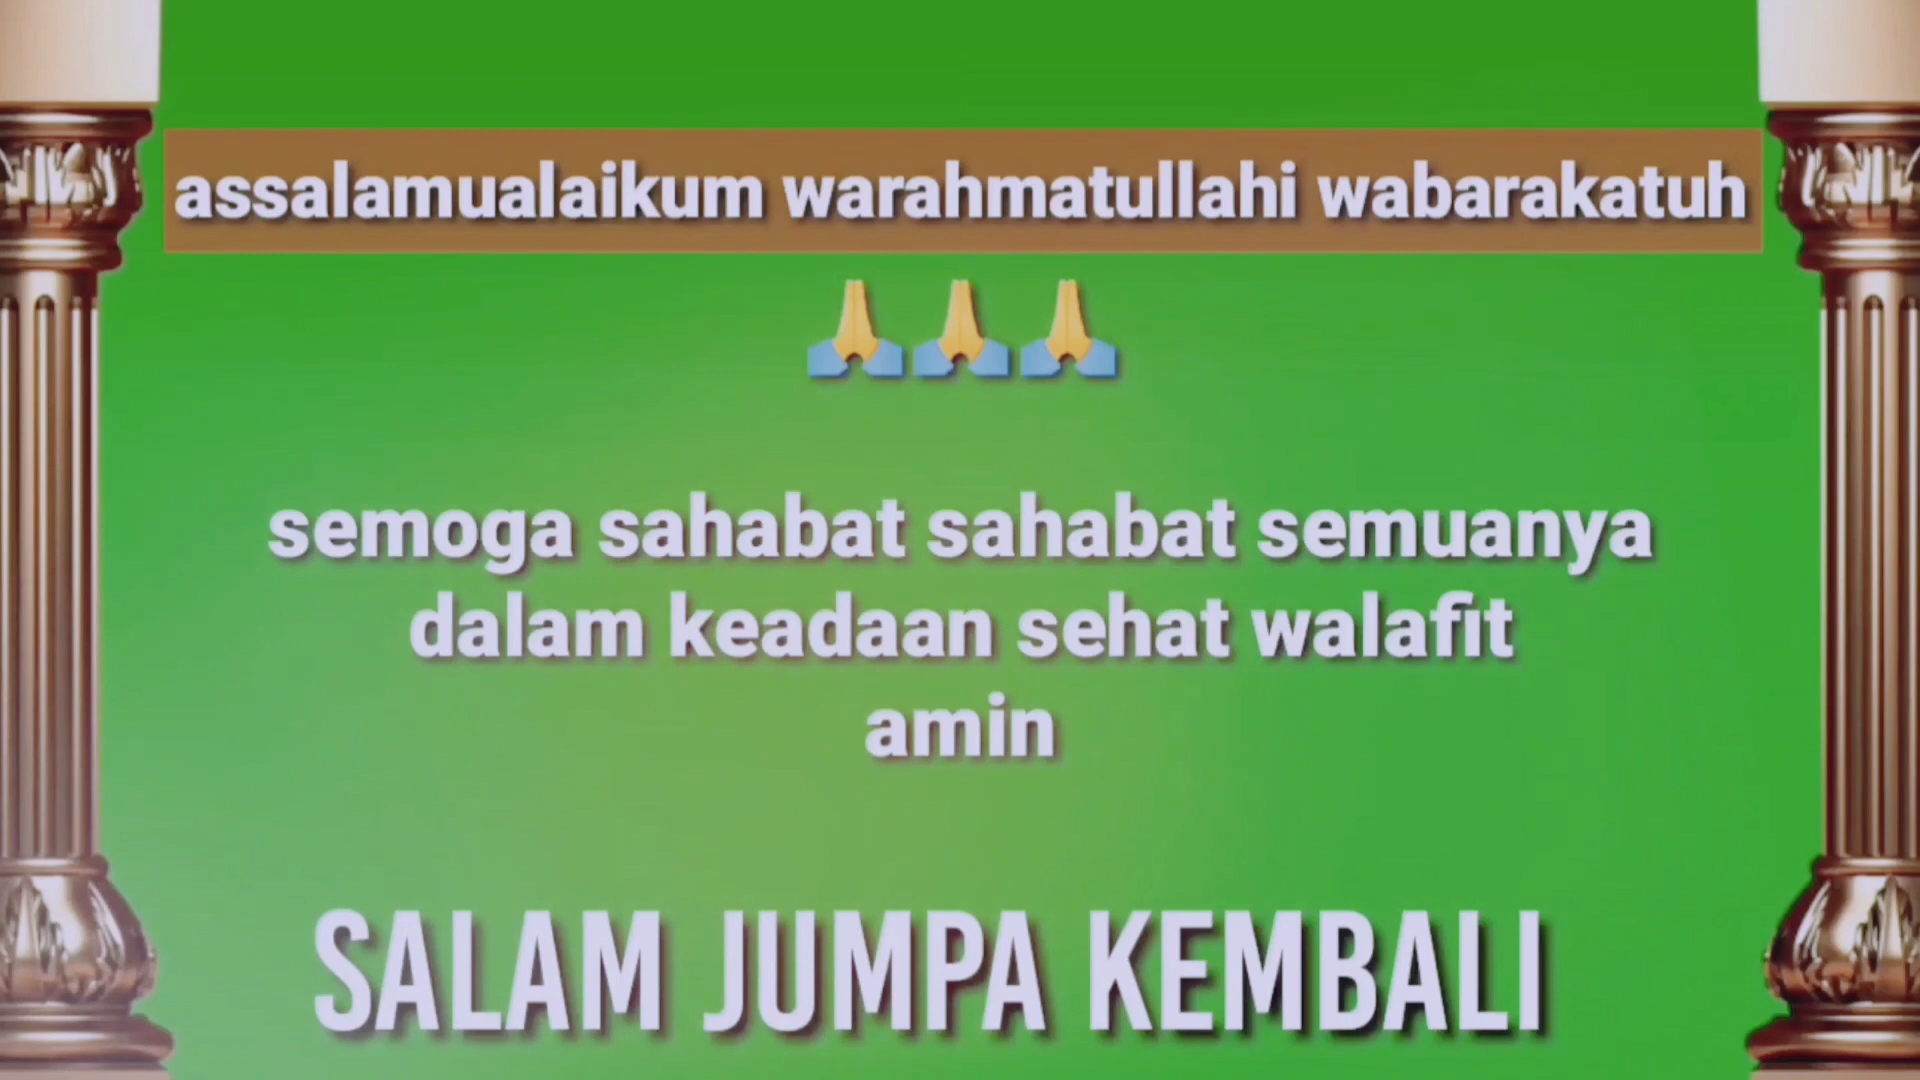 assalamualaikum warahmatullahi wabarakatuh
🙏🙏🙏
semoga sahabat sahabat semuanya
dalam keadaan sehat walafit
amin
SALAM JUMPA KEMBALI